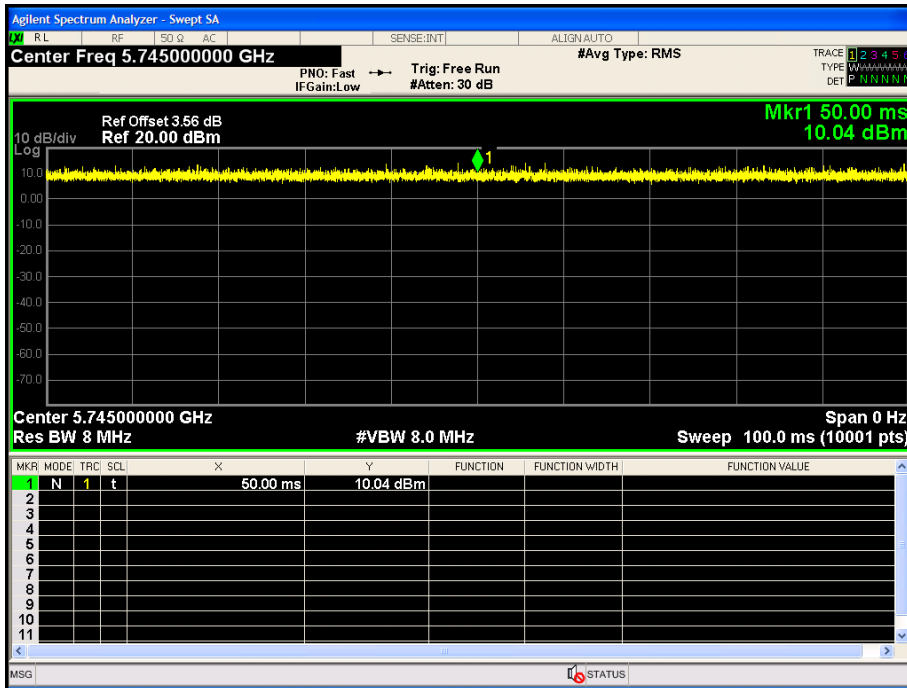 Agilent Spectrum Analyzer - Swept SA
LXI RL RF 50 Ω AC SENSE:INT ALIGN AUTO
Center Freq 5.745000000 GHz #Avg Type: RMS TRACE 1 2 3 4 5 6
PNO: Fast Trig: Free Run TYPE
IFGain:Low #Atten: 30 dB DET P N N N N N
Mkr1 50.00 ms
Ref Offset 3.56 dB
10 dB/div Ref 20.00 dBm 10.04 dBm
Log
1
10.0
0.00
-10.0
-20.0
-30.0
-40.0
-50.0
-60.0
-70.0
Center 5.745000000 GHz Span 0 Hz
Res BW 8 MHz #VBW 8.0 MHz Sweep 100.0 ms (10001 pts)
MKR MODE TRC SCL X Y FUNCTION FUNCTION WIDTH FUNCTION VALUE
1 N 1 t 50.00 ms 10.04 dBm
2
3
4
5
6
7
8
9
10
11
MSG STATUS